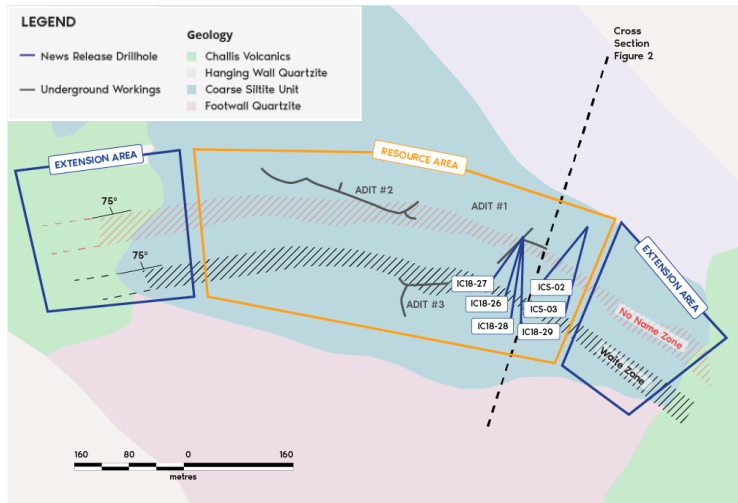 LEGEND
News Release Drillhole
Underground Workings
Geology
Challis Volcanics
Hanging Wall Quartzite
Coarse Siltite Unit
Footwall Quartzite
Cross
Section
Figure 2
EXTENSION AREA
RESOURCE AREA
75°
ADIT #2
ADIT #1
75°
EXTENSION AREA
IC18-27
ICS-02
IC18-26
ADIT #3
ICS-03
IC18-28
IC18-29
No Name Zone
Waite Zone
160 80 0 160
metres